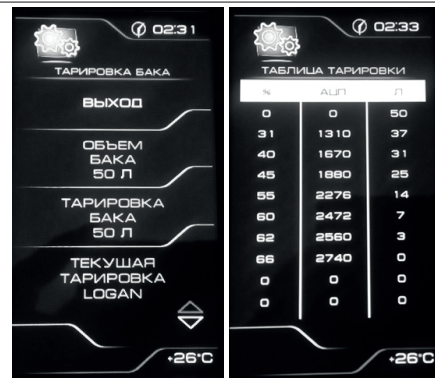 02:31
ТАРИРОВКА БАКА
ВЫХОД
ОБЪЕМ
БАКА
50 Л
ТАРИРОВКА
БАКА
50 Л
ТЕКУЩАЯ
ТАРИРОВКА
LOGAN
+26°C
02:33
ТАБЛИЦА ТАРИРОВКИ
% АЦП Л
0 0 50
31 1310 37
40 1670 31
45 1880 25
55 2276 14
60 2472 7
62 2560 3
66 2740 0
0 0 0
0 0 0
+26°C